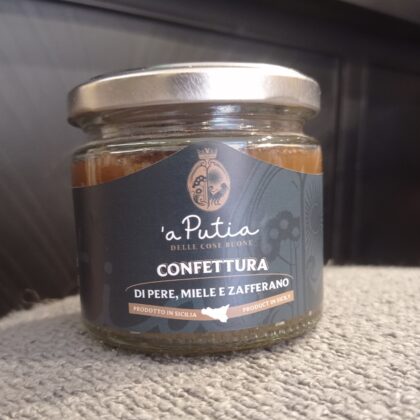 'a Putia
DELLE COSE BUONE
CONFETTURA
DI PERE, MIELE E ZAFFERANO
PRODOTTO IN SICILIA PRODUCT IN SICILY